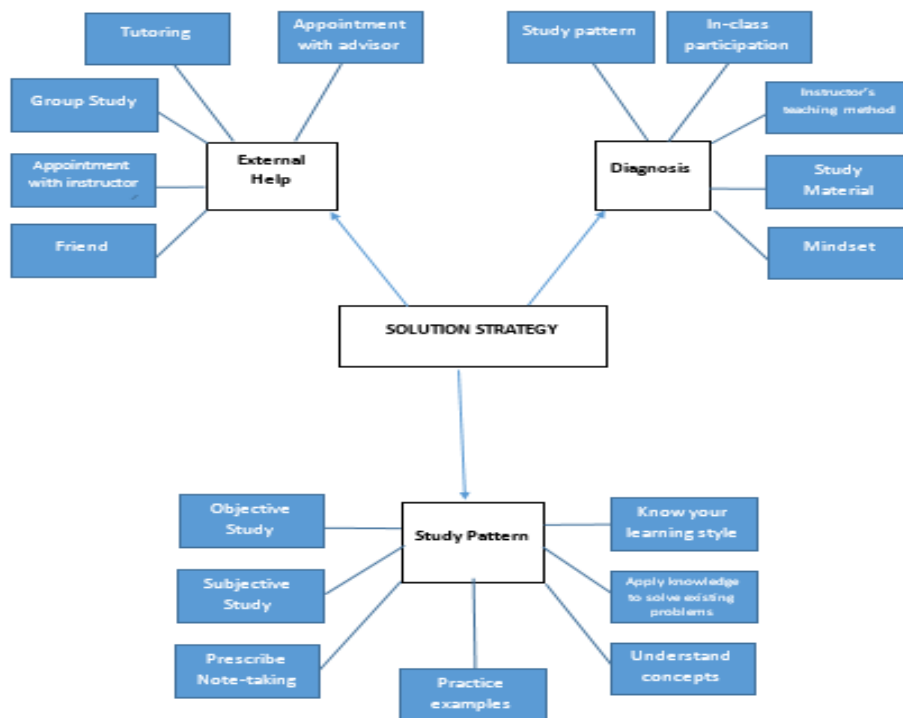 Tutoring
Appointment
with advisor
Group Study
Appointment
with instructor
Friend
External
Help
Study pattern
In-class
participation
Instructor's
teaching method
Study
Material
Mindset
Diagnosis
SOLUTION STRATEGY
Objective
Study
Subjective
Study
Prescribe
Note-taking
Study Pattern
Practice
examples
Know your
learning style
Apply knowledge
to solve existing
problems
Understand
concepts